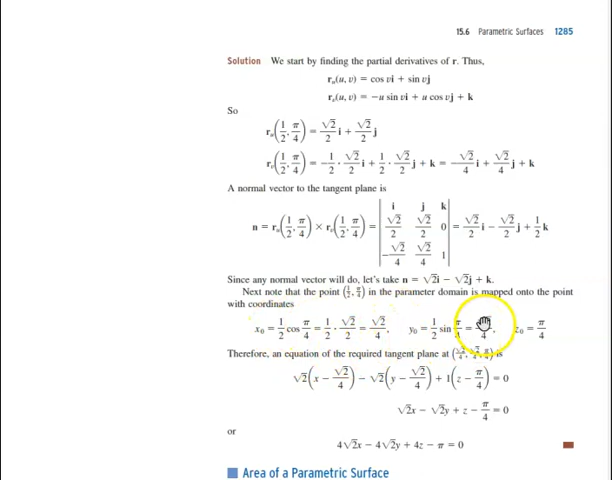 15.6 Parametric Surfaces 1285
Solution We start by finding the partial derivatives of r. Thus,
r_u(u, v) = cos vi + sin vj
r_v(u, v) = −u sin vi + u cos vj + k
So
r_u(1/2, π/4) = √2/2 i + √2/2 j
r_v(1/2, π/4) = −1/2 · √2/2 i + 1/2 · √2/2 j + k = −√2/4 i + √2/4 j + k
A normal vector to the tangent plane is
n = r_u(1/2, π/4) × r_v(1/2, π/4) = | i j k ; √2/2 √2/2 0 ; −√2/4 √2/4 1 | = √2/2 i − √2/2 j + 1/2 k
Since any normal vector will do, let's take n = √2i − √2j + k.
Next note that the point (1/2, π/4) in the parameter domain is mapped onto the point
with coordinates
x₀ = 1/2 cos π/4 = 1/2 · √2/2 = √2/4, y₀ = 1/2 sin π/4 = 4, z₀ = π/4
Therefore, an equation of the required tangent plane at (√2/4, √2/4, π/4) is
√2(x − √2/4) − √2(y − √2/4) + 1(z − π/4) = 0
√2x − √2y + z − π/4 = 0
or
4√2x − 4√2y + 4z − π = 0
Area of a Parametric Surface